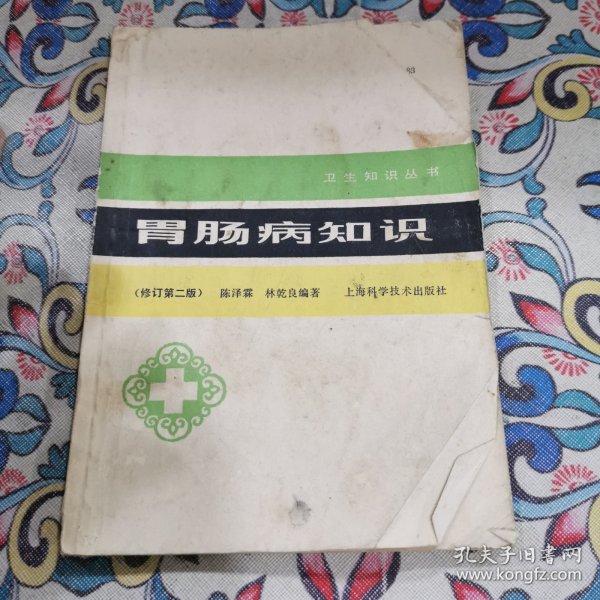 83
卫生知识丛书
胃肠病知识
(修订第二版) 陈泽霖 林乾良编著 上海科学技术出版社
孔夫子旧书网
www.kongfz.com